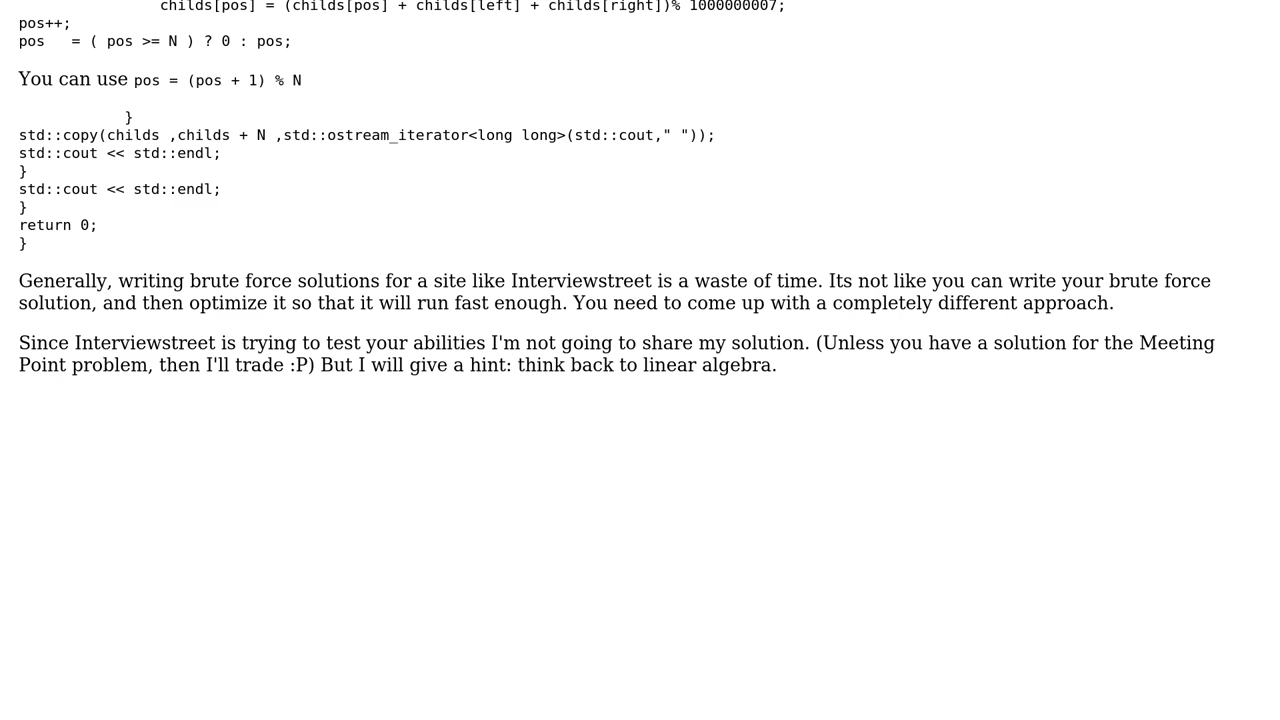 childs[pos] = (childs[pos] + childs[left] + childs[right])% 1000000007;
pos++;
pos   = ( pos >= N ) ? 0 : pos;
You can use pos = (pos + 1) % N
}
std::copy(childs ,childs + N ,std::ostream_iterator<long long>(std::cout," "));
std::cout << std::endl;
}
std::cout << std::endl;
}
return 0;
}
Generally, writing brute force solutions for a site like Interviewstreet is a waste of time. Its not like you can write your brute force
solution, and then optimize it so that it will run fast enough. You need to come up with a completely different approach.
Since Interviewstreet is trying to test your abilities I'm not going to share my solution. (Unless you have a solution for the Meeting
Point problem, then I'll trade :P) But I will give a hint: think back to linear algebra.